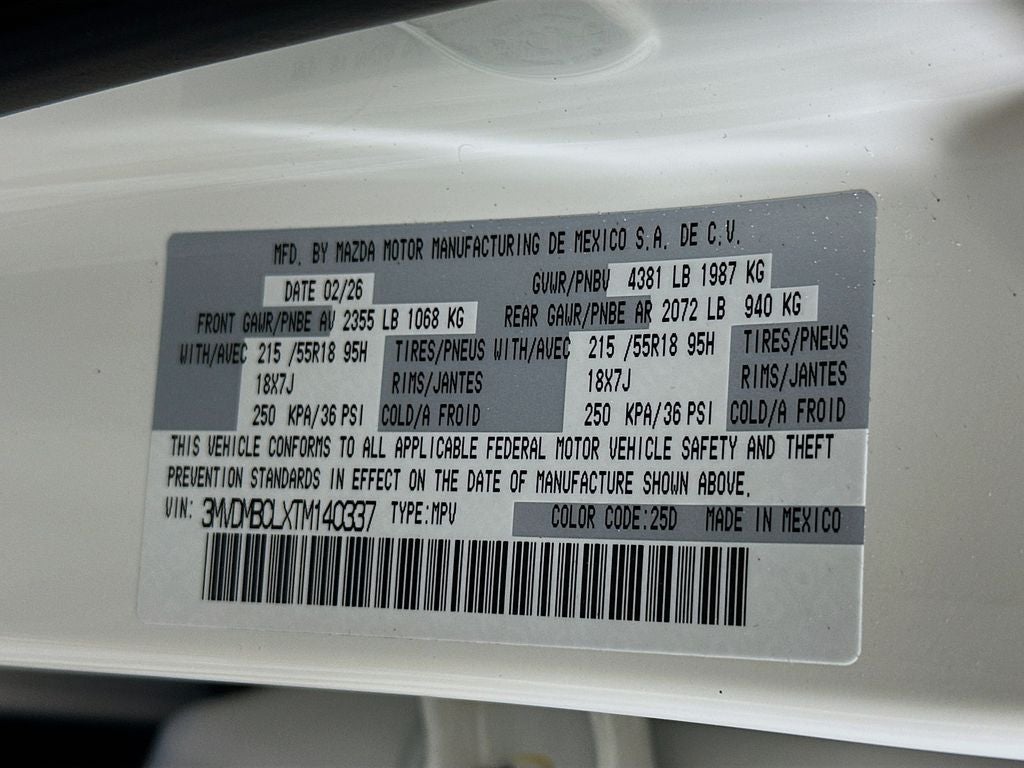 MFD. BY MAZDA MOTOR MANUFACTURING DE MEXICO S.A. DE C.V.
DATE 02/26 GVWR/PNBV 4381 LB 1987 KG
FRONT GAWR/PNBE AV 2355 LB 1068 KG REAR GAWR/PNBE AR 2072 LB 940 KG
WITH/AVEC 215 /55R18 95H TIRES/PNEUS WITH/AVEC 215 /55R18 95H TIRES/PNEUS
18X7J RIMS/JANTES 18X7J RIMS/JANTES
250 KPA/36 PSI COLD/A FROID 250 KPA/36 PSI COLD/A FROID
THIS VEHICLE CONFORMS TO ALL APPLICABLE FEDERAL MOTOR VEHICLE SAFETY AND THEFT
PREVENTION STANDARDS IN EFFECT ON THE DATE OF MANUFACTURE SHOWN ABOVE.
VIN: 3MVDMBCLXTM140337 TYPE:MPV COLOR CODE:25D MADE IN MEXICO